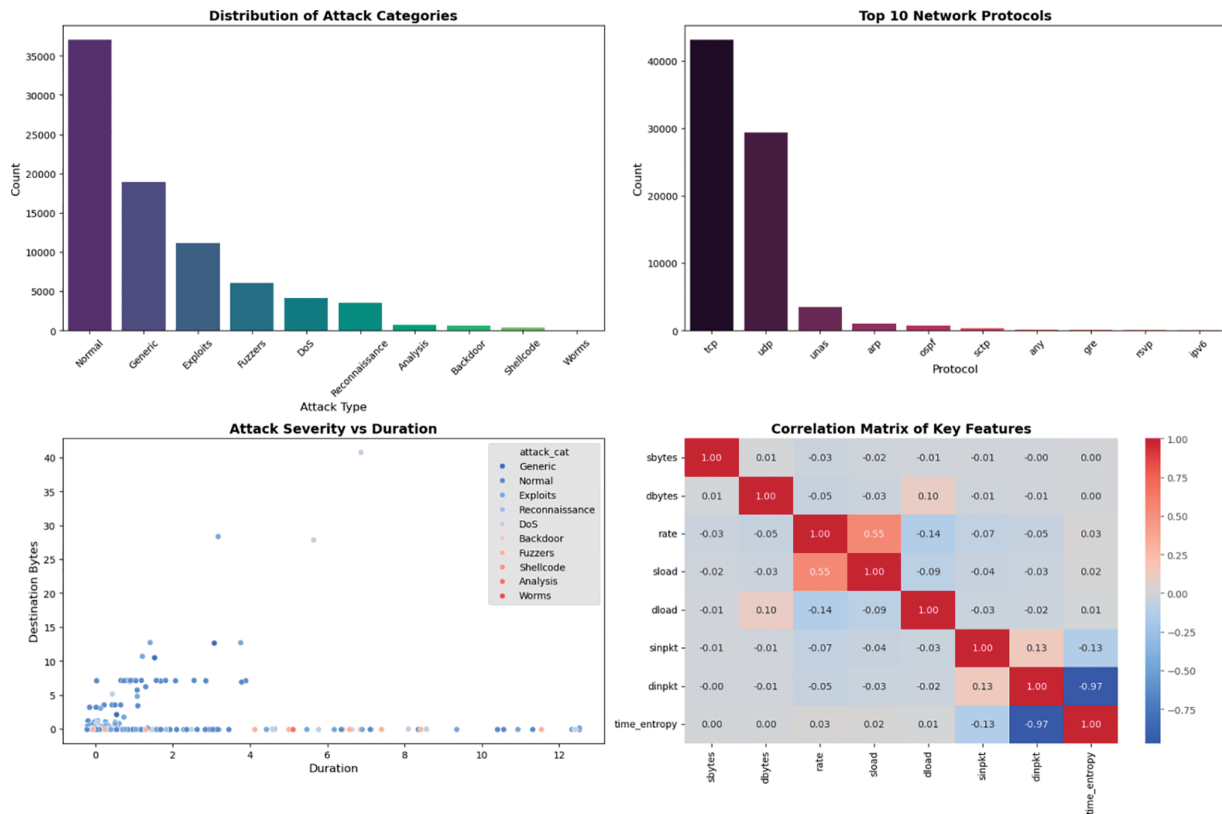 Distribution of Attack Categories
Count
35000
30000
25000
20000
15000
10000
5000
0
Normal
Generic
Exploits
Fuzzers
DoS
Reconnaissance
Analysis
Backdoor
Shellcode
Worms
Attack Type
Top 10 Network Protocols
Count
40000
30000
20000
10000
0
tcp
udp
unas
arp
ospf
sctp
any
gre
rsvp
ipv6
Protocol
Attack Severity vs Duration
Destination Bytes
40
35
30
25
20
15
10
5
0
attack_cat
Generic
Normal
Exploits
Reconnaissance
DoS
Backdoor
Fuzzers
Shellcode
Analysis
Worms
0 2 4 6 8 10 12
Duration
Correlation Matrix of Key Features
sbytes 1.00 0.01 -0.03 -0.02 -0.01 -0.01 -0.00 0.00
dbytes 0.01 1.00 -0.05 -0.03 0.10 -0.01 -0.01 0.00
rate -0.03 -0.05 1.00 0.55 -0.14 -0.07 -0.05 0.03
sload -0.02 -0.03 0.55 1.00 -0.09 -0.04 -0.03 0.02
dload -0.01 0.10 -0.14 -0.09 1.00 -0.03 -0.02 0.01
sinpkt -0.01 -0.01 -0.07 -0.04 -0.03 1.00 0.13 -0.13
dinpkt -0.00 -0.01 -0.05 -0.03 -0.02 0.13 1.00 -0.97
time_entropy 0.00 0.00 0.03 0.02 0.01 -0.13 -0.97 1.00
sbytes
dbytes
rate
sload
dload
sinpkt
dinpkt
time_entropy
1.00
0.75
0.50
0.25
0.00
-0.25
-0.50
-0.75